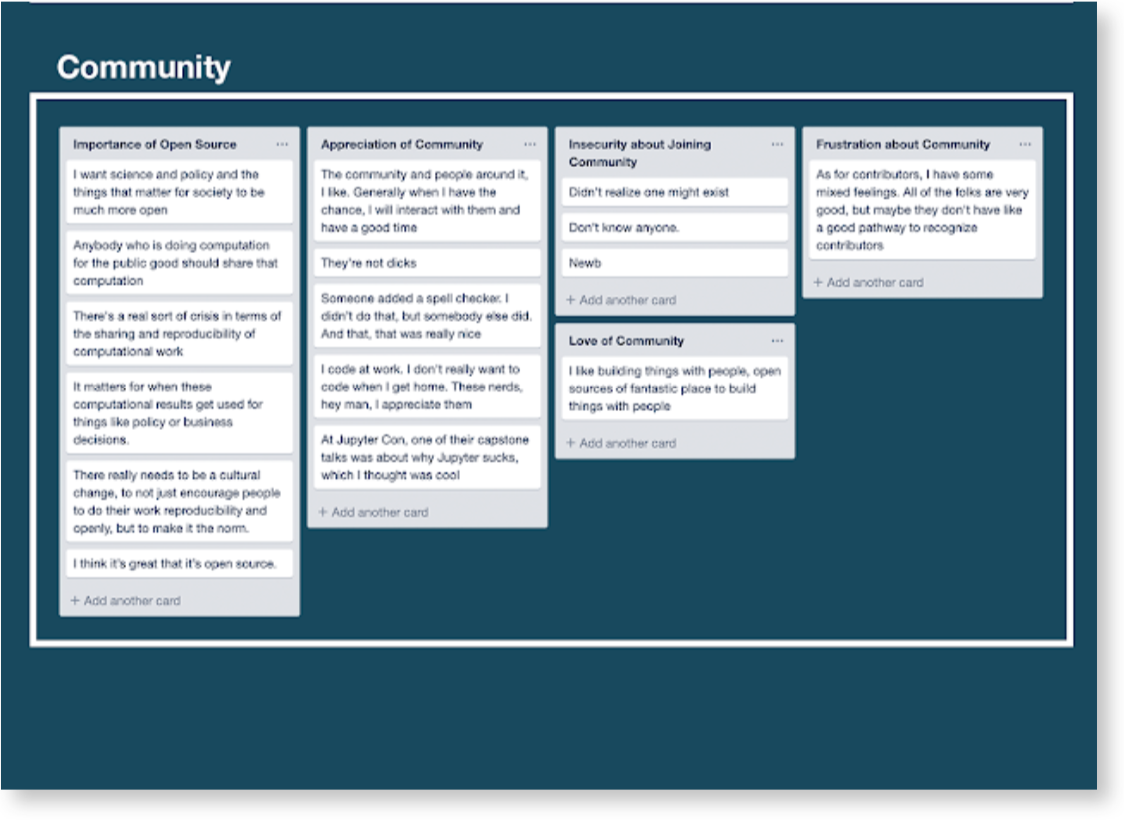 Community
Importance of Open Source ...
I want science and policy and the
things that matter for society to be
much more open
Anybody who is doing computation
for the public good should share that
computation
There's a real sort of crisis in terms of
the sharing and reproducibility of
computational work
It matters for when these
computational results get used for
things like policy or business
decisions.
There really needs to be a cultural
change, to not just encourage people
to do their work reproducibility and
openly, but to make it the norm.
I think it's great that it's open source.
+ Add another card
Appreciation of Community ...
The community and people around it,
I like. Generally when I have the
chance, I will interact with them and
have a good time
They're not dicks
Someone added a spell checker. I
didn't do that, but somebody else did.
And that, that was really nice
I code at work. I don't really want to
code when I get home. These nerds,
hey man, I appreciate them
At Jupyter Con, one of their capstone
talks was about why Jupyter sucks,
which I thought was cool
+ Add another card
Insecurity about Joining ...
Community
Didn't realize one might exist
Don't know anyone.
Newb
+ Add another card
Love of Community ...
I like building things with people, open
sources of fantastic place to build
things with people
+ Add another card
Frustration about Community ...
As for contributors, I have some
mixed feelings. All of the folks are very
good, but maybe they don't have like
a good pathway to recognize
contributors
+ Add another card